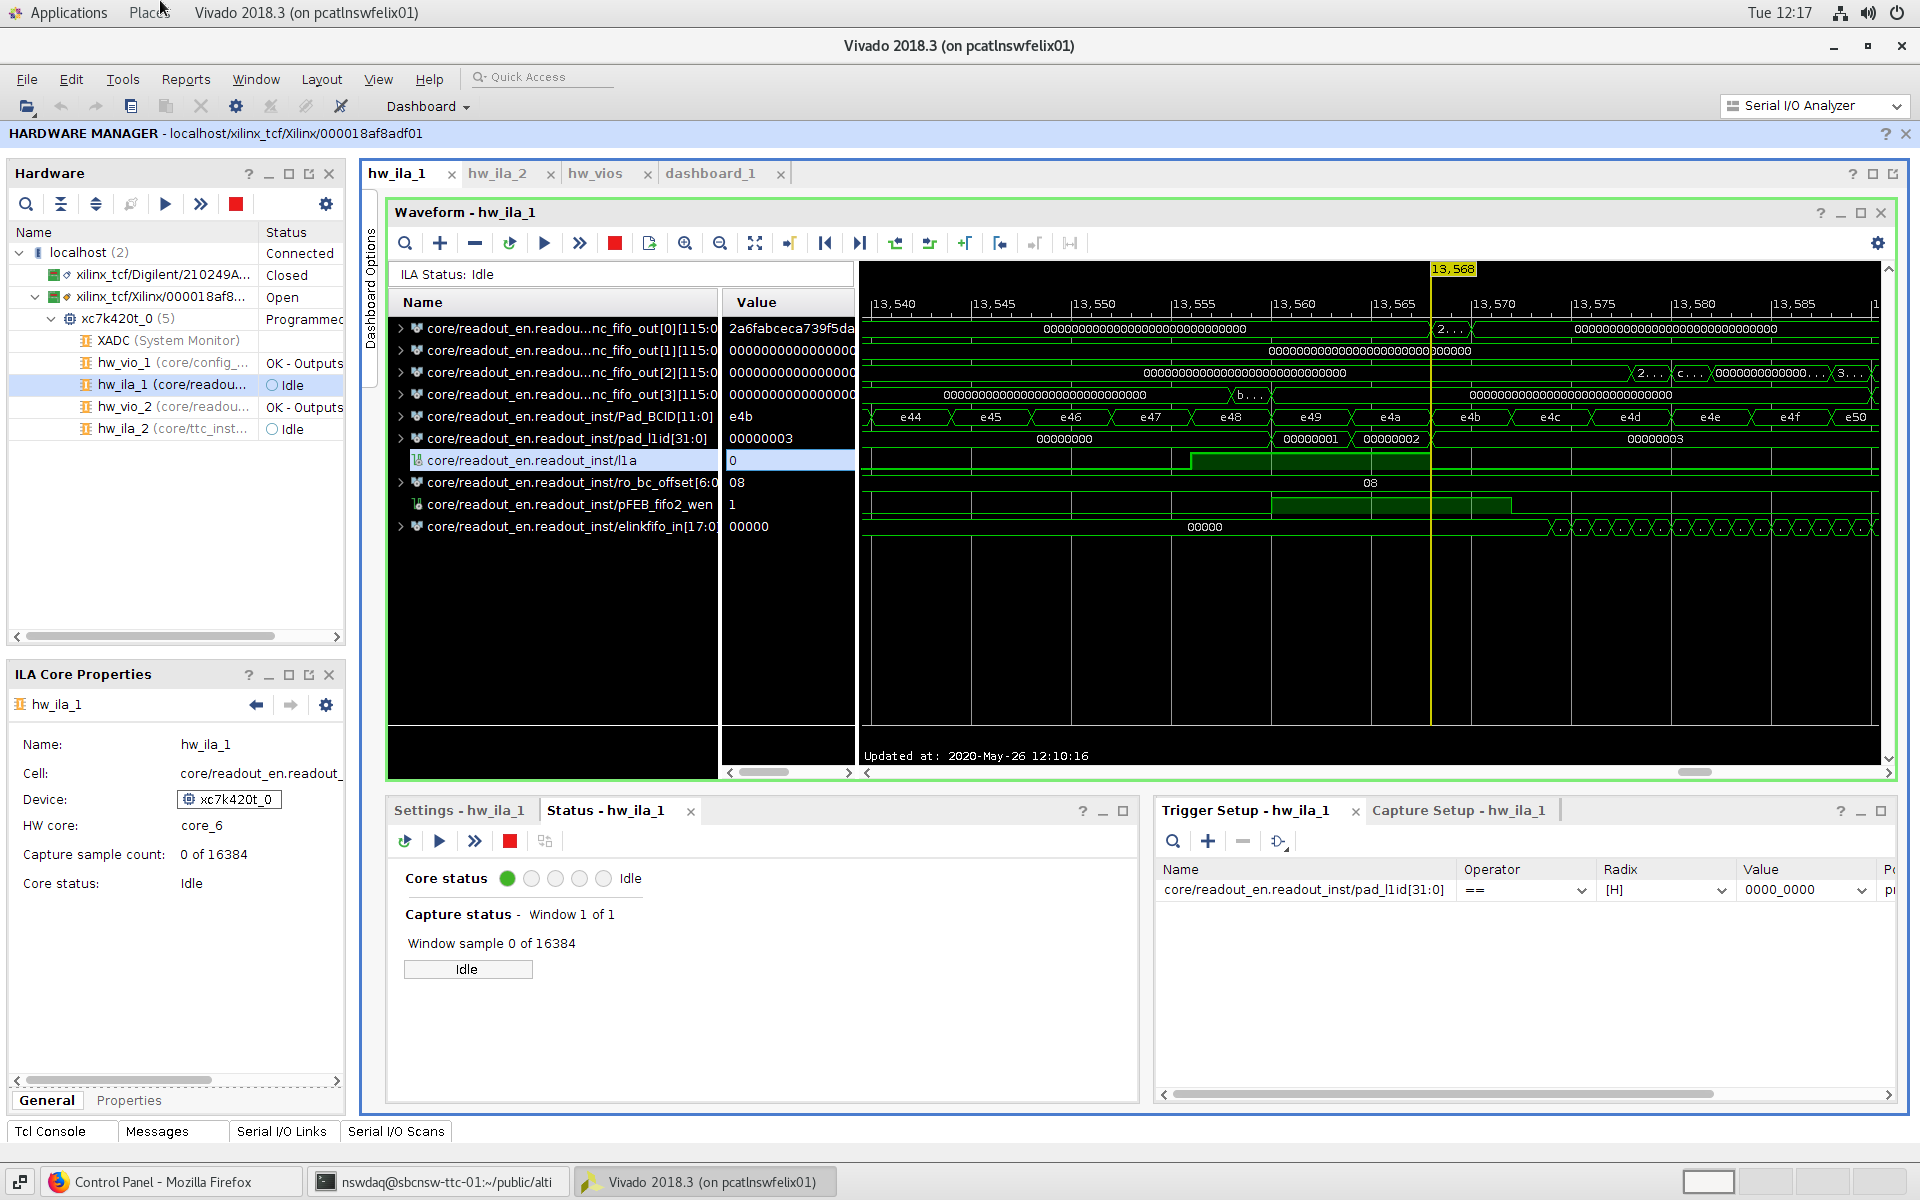 Applications Places Vivado 2018.3 (on pcatlnswfelix01) Tue 12:17
Vivado 2018.3 (on pcatlnswfelix01)
File Edit Tools Reports Window Layout View Help Quick Access
Dashboard Serial I/O Analyzer
HARDWARE MANAGER - localhost/xilinx_tcf/Xilinx/000018af8adf01
Hardware
Name Status
localhost (2) Connected
xilinx_tcf/Digilent/210249A... Closed
xilinx_tcf/Xilinx/000018af8... Open
xc7k420t_0 (5) Programmed
XADC (System Monitor)
hw_vio_1 (core/config_... OK - Outputs
hw_ila_1 (core/readou... Idle
hw_vio_2 (core/readou... OK - Outputs
hw_ila_2 (core/ttc_inst... Idle
ILA Core Properties
hw_ila_1
Name: hw_ila_1
Cell: core/readout_en.readout_
Device: xc7k420t_0
HW core: core_6
Capture sample count: 0 of 16384
Core status: Idle
General Properties
hw_ila_1 hw_ila_2 hw_vios dashboard_1
Dashboard Options
Waveform - hw_ila_1
ILA Status: Idle
Name Value
13,568
13,540 13,545 13,550 13,555 13,560 13,565 13,570 13,575 13,580 13,585 1
core/readout_en.readou...nc_fifo_out[0][115:0 2a6fabceca739f5da 00000000000000000000000000000 2... 00000000000000000000000000000
core/readout_en.readou...nc_fifo_out[1][115:0 0000000000000000 00000000000000000000000000000
core/readout_en.readou...nc_fifo_out[2][115:0 0000000000000000 00000000000000000000000000000 2... c... 0000000000000... 3...
core/readout_en.readou...nc_fifo_out[3][115:0 0000000000000000 00000000000000000000000000000 b... 00000000000000000000000000000
core/readout_en.readout_inst/Pad_BCID[11:0] e4b e44 e45 e46 e47 e48 e49 e4a e4b e4c e4d e4e e4f e50
core/readout_en.readout_inst/pad_l1id[31:0] 00000003 00000000 00000001 00000002 00000003
core/readout_en.readout_inst/l1a 0
core/readout_en.readout_inst/ro_bc_offset[6:0 08 08
core/readout_en.readout_inst/pFEB_fifo2_wen 1
core/readout_en.readout_inst/elinkfifo_in[17:0] 00000 00000
Updated at: 2020-May-26 12:10:16
Settings - hw_ila_1 Status - hw_ila_1
Core status Idle
Capture status - Window 1 of 1
Window sample 0 of 16384
Idle
Trigger Setup - hw_ila_1 Capture Setup - hw_ila_1
Name Operator Radix Value Po
core/readout_en.readout_inst/pad_l1id[31:0] == [H] 0000_0000 pr
Tcl Console Messages Serial I/O Links Serial I/O Scans
Control Panel - Mozilla Firefox nswdaq@sbcnsw-ttc-01:~/public/alti Vivado 2018.3 (on pcatlnswfelix01)